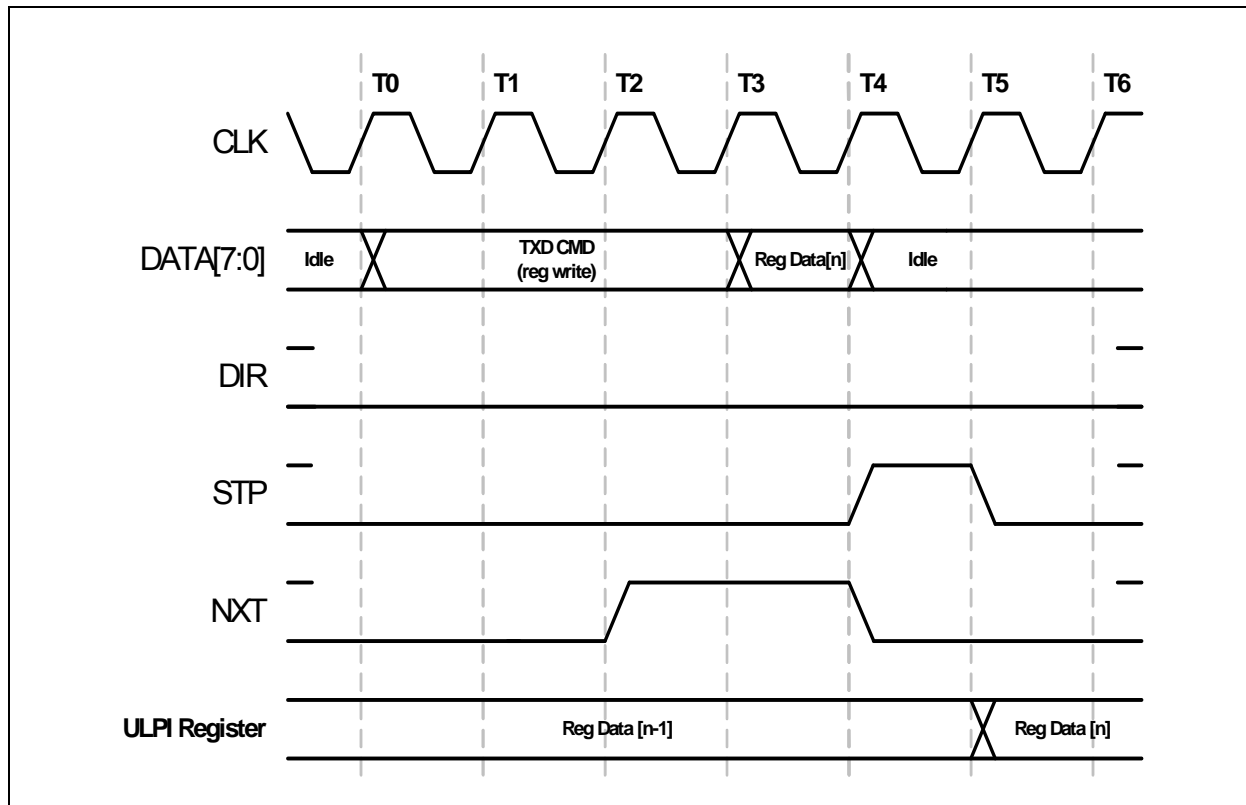 T0 T1 T2 T3 T4 T5 T6
CLK
DATA[7:0] Idle TXD CMD (reg write) Reg Data[n] Idle
DIR
STP
NXT
ULPI Register Reg Data [n-1] Reg Data [n]